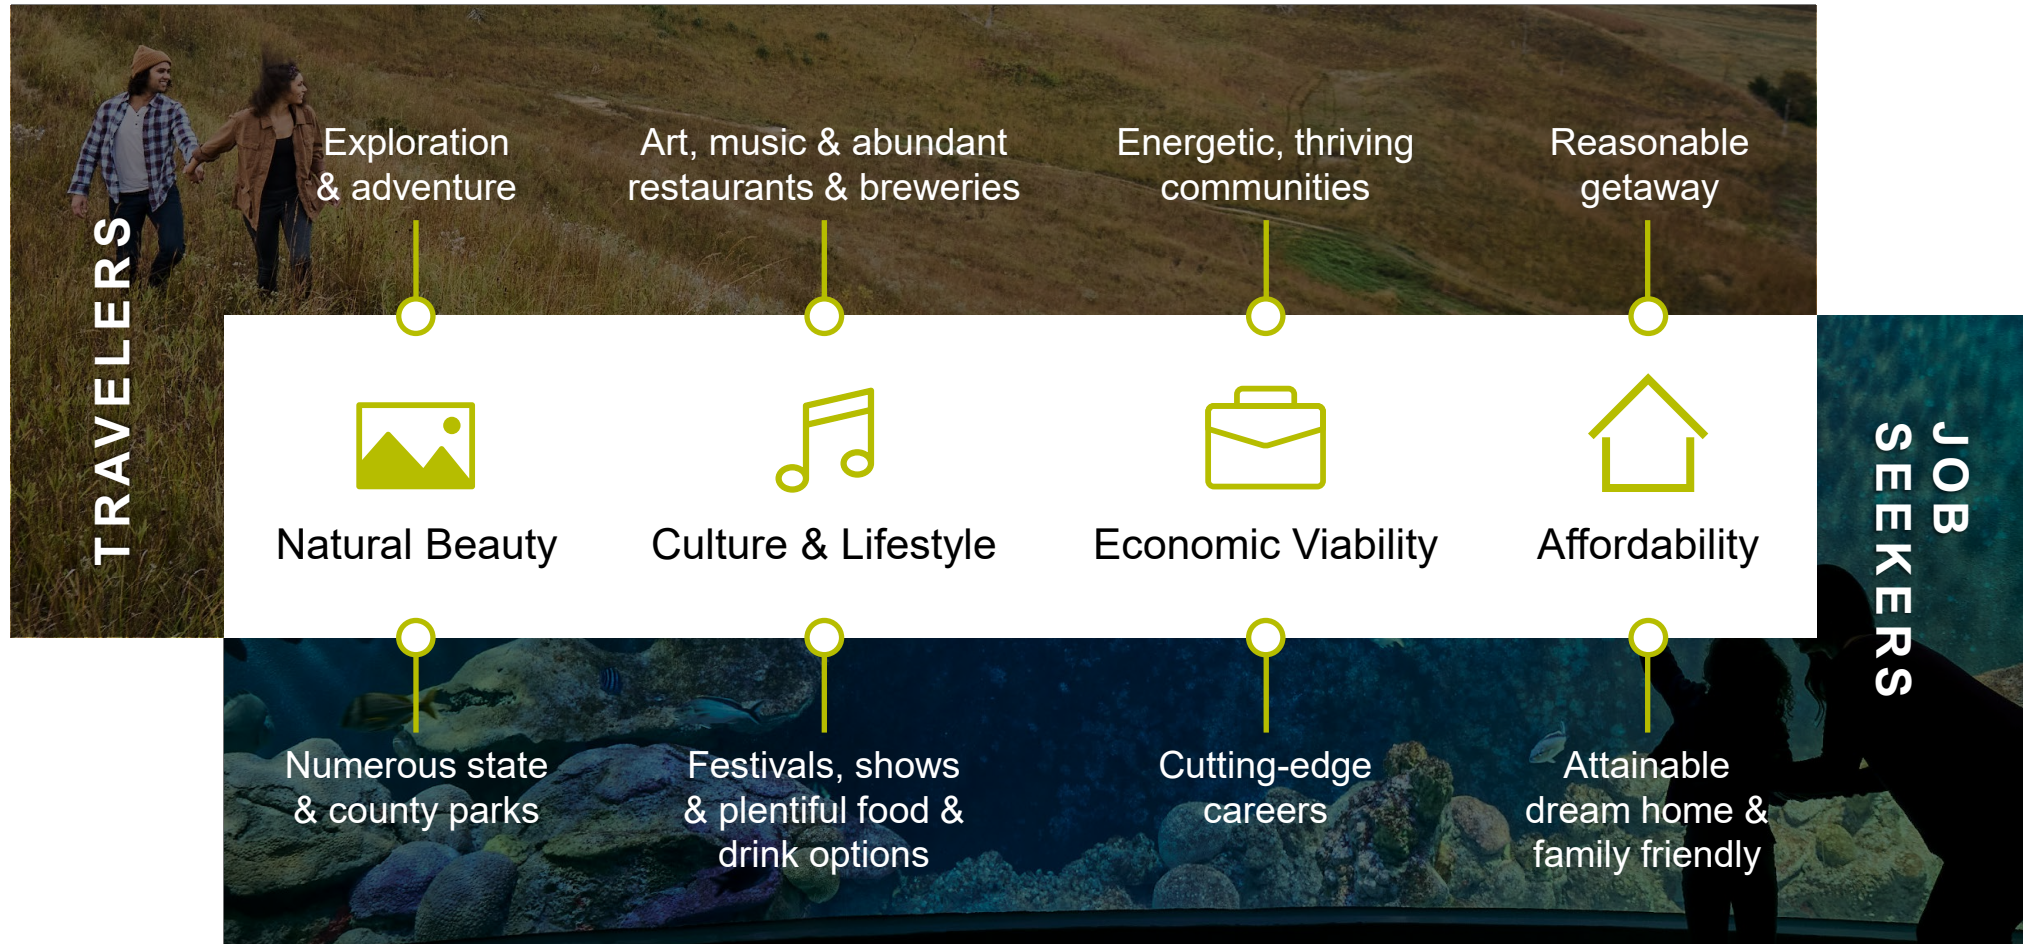 TRAVELERS
Exploration
& adventure
Art, music & abundant
restaurants & breweries
Energetic, thriving
communities
Reasonable
getaway
Natural Beauty
Culture & Lifestyle
Economic Viability
Affordability
JOB
SEEKERS
Numerous state
& county parks
Festivals, shows
& plentiful food &
drink options
Cutting-edge
careers
Attainable
dream home &
family friendly